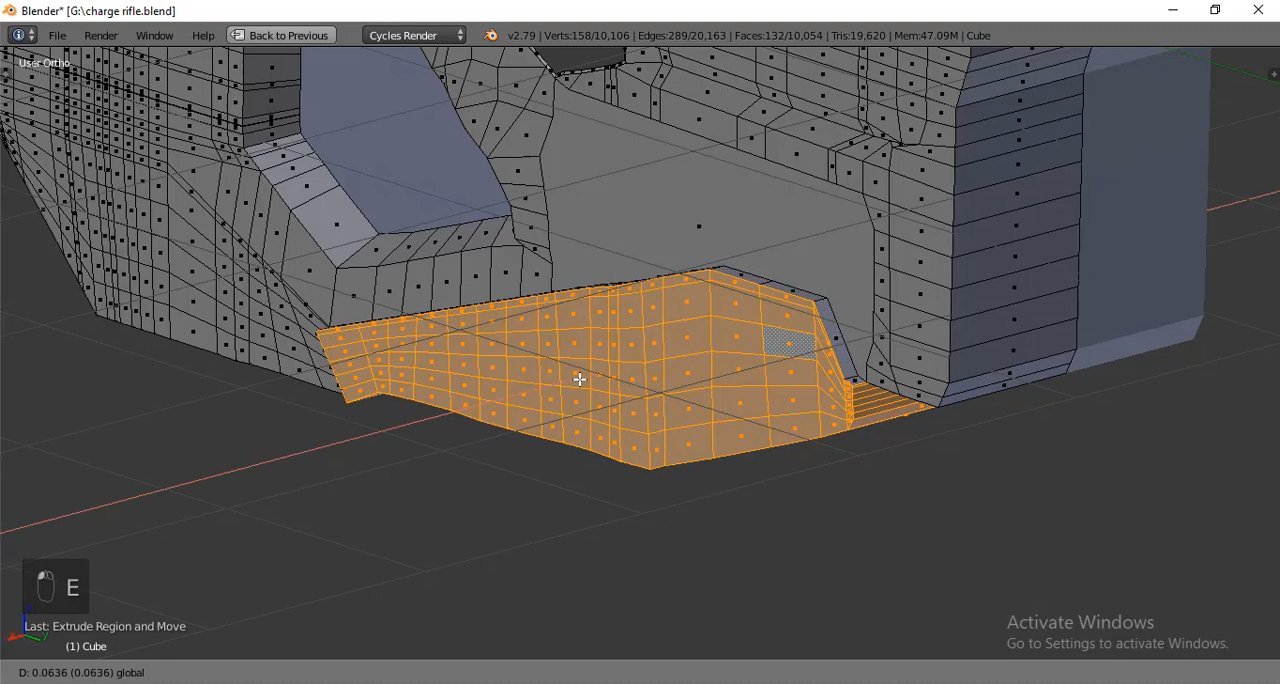 Blender* [G:\charge rifle.blend]
File Render Window Help Back to Previous Cycles Render v2.79 | Verts:158/10,106 | Edges:289/20,163 | Faces:132/10,054 | Tris:19,620 | Mem:47.09M | Cube
User Ortho
E
Last: Extrude Region and Move
(1) Cube
Activate Windows
Go to Settings to activate Windows.
D: 0.0636 (0.0636) global